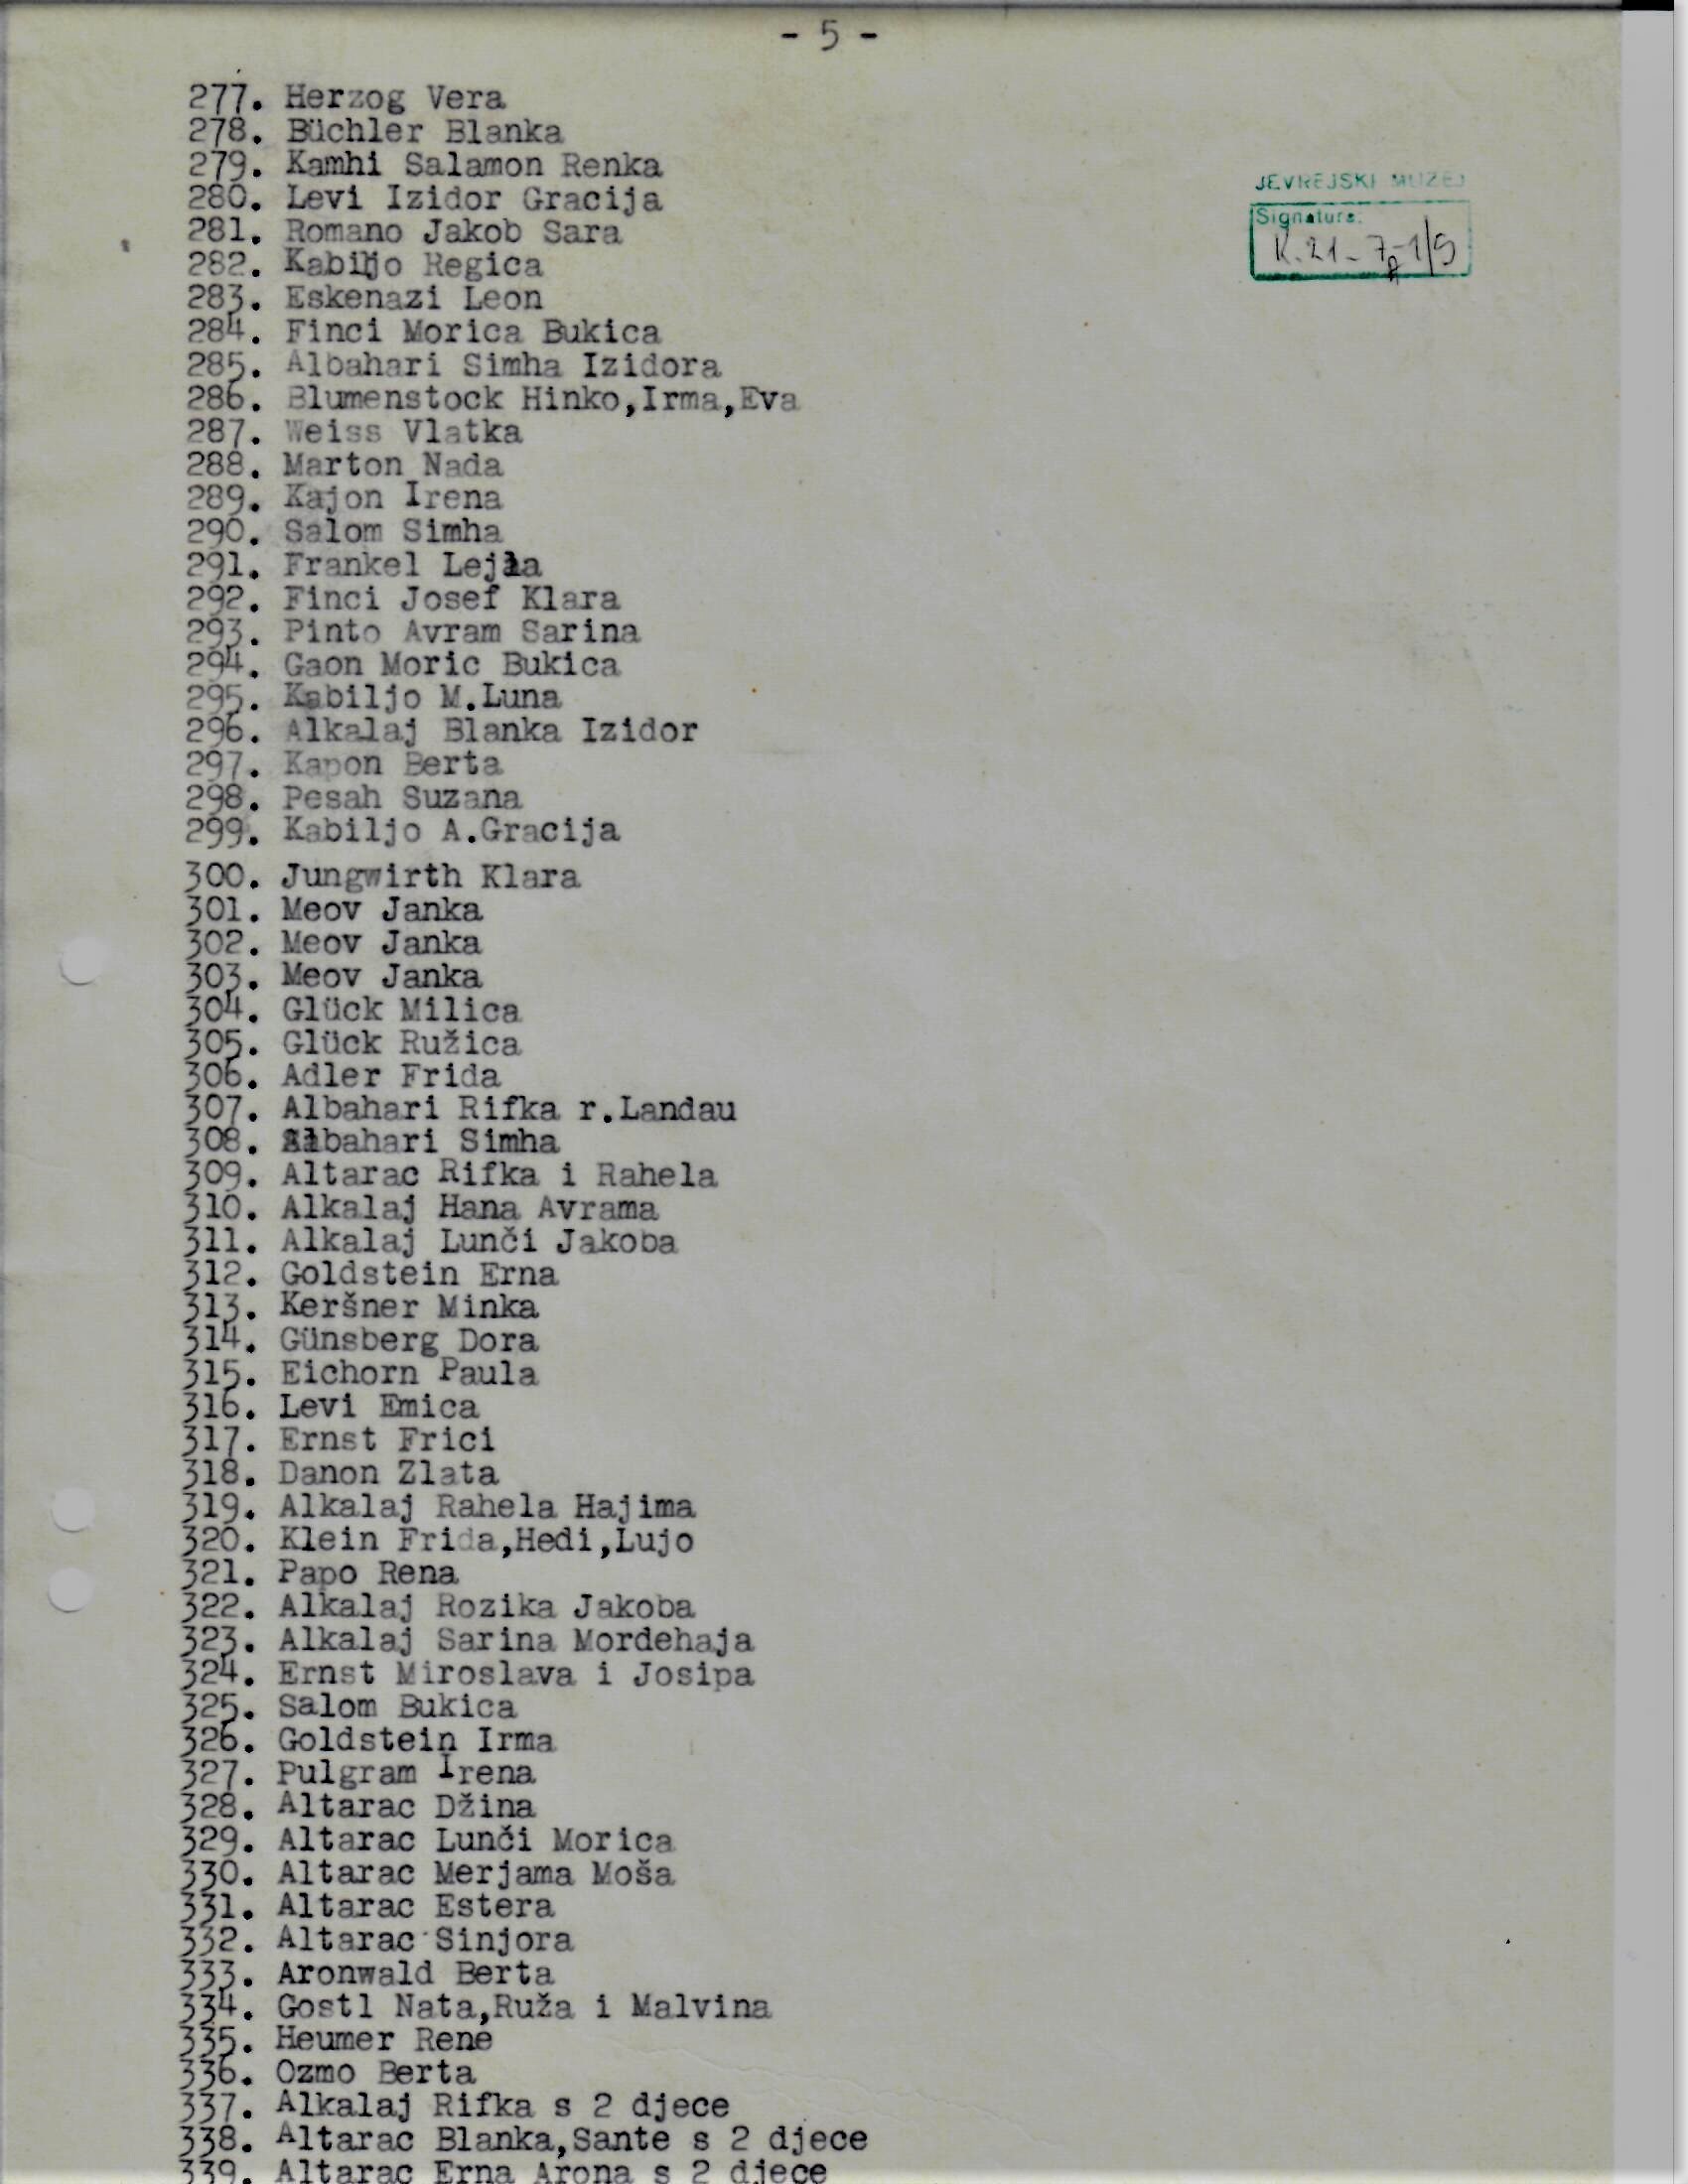 - 5 -
277. Herzog Vera
278. Büchler Blanka
279. Kamhi Salamon Renka
280. Levi Izidor Gracija
JEVREJSKI MUZEJ
Signatura:
281. Romano Jakob Sara
282. Kabiljo Regica
283. Eskenazi Leon
284. Finci Morica Bukica
285. Albahari Simha Izidora
286. Blumenstock Hinko,Irma,Eva
287. Weiss Vlatka
288. Marton Nada
289. Kajon Irena
290. Salom Simha
291. Frankel Lejla
292. Finci Josef Klara
293. Pinto Avram Sarina
294. Gaon Moric Bukica
295. Kabiljo M.Luna
296. Alkalaj Blanka Izidor
297. Kapon Berta
298. Pesah Suzana
299. Kabiljo A.Gracija
300. Jungwirth Klara
301. Meov Janka
302. Meov Janka
303. Meov Janka
304. Glück Milica
305. Glück Ružica
306. Adler Frida
307. Albahari Rifka r.Landau
308. Albahari Simha
309. Altarac Rifka i Rahela
310. Alkalaj Hana Avrama
311. Alkalaj Lunči Jakoba
312. Goldstein Erna
313. Keršner Minka
314. Günsberg Dora
315. Eichorn Paula
316. Levi Emica
317. Ernst Frici
318. Danon Zlata
319. Alkalaj Rahela Hajima
320. Klein Frida,Hedi,Lujo
321. Papo Rena
322. Alkalaj Rozika Jakoba
323. Alkalaj Sarina Mordehaja
324. Ernst Miroslava i Josipa
325. Salom Bukica
326. Goldstein Irma
327. Pulgram Irena
328. Altarac Džina
329. Altarac Lunči Morica
330. Altarac Merjama Moša
331. Altarac Estera
332. Altarac Sinjora
333. Aronwald Berta
334. Gostl Nata,Ruža i Malvina
335. Heumer Rene
336. Ozmo Berta
337. Alkalaj Rifka s 2 djece
338. Altarac Blanka,Sante s 2 djece
339. Altarac Erna Arona s 2 djece